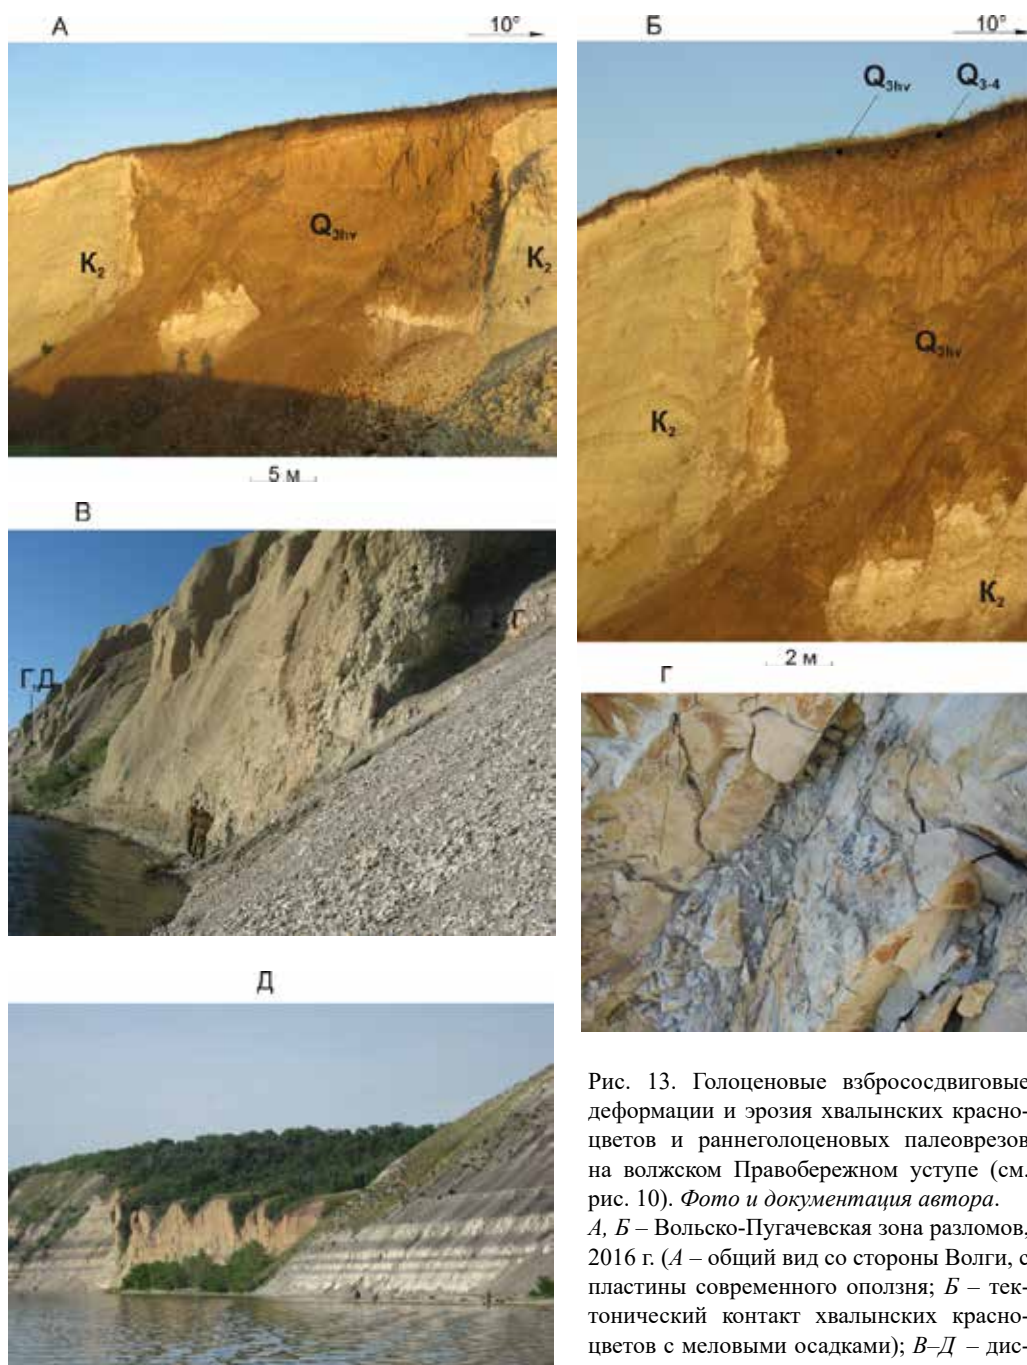 А
10°
Q3hv
K2
K2
5 м
Б
10°
Q3hv
Q3-4
Q3hv
K2
K2
2 м
В
Г,Д
Г
Г
Д
Рис. 13. Голоценовые взбрососдвиговые
деформации и эрозия хвалынских красно-
цветов и раннеголоценовых палеоврезов
на волжском Правобережном уступе (см.
рис. 10). Фото и документация автора.
А, Б – Вольско-Пугачевская зона разломов,
2016 г. (А – общий вид со стороны Волги, с
пластины современного оползня; Б – тек-
тонический контакт хвалынских красно-
цветов с меловыми осадками); В–Д – дис-